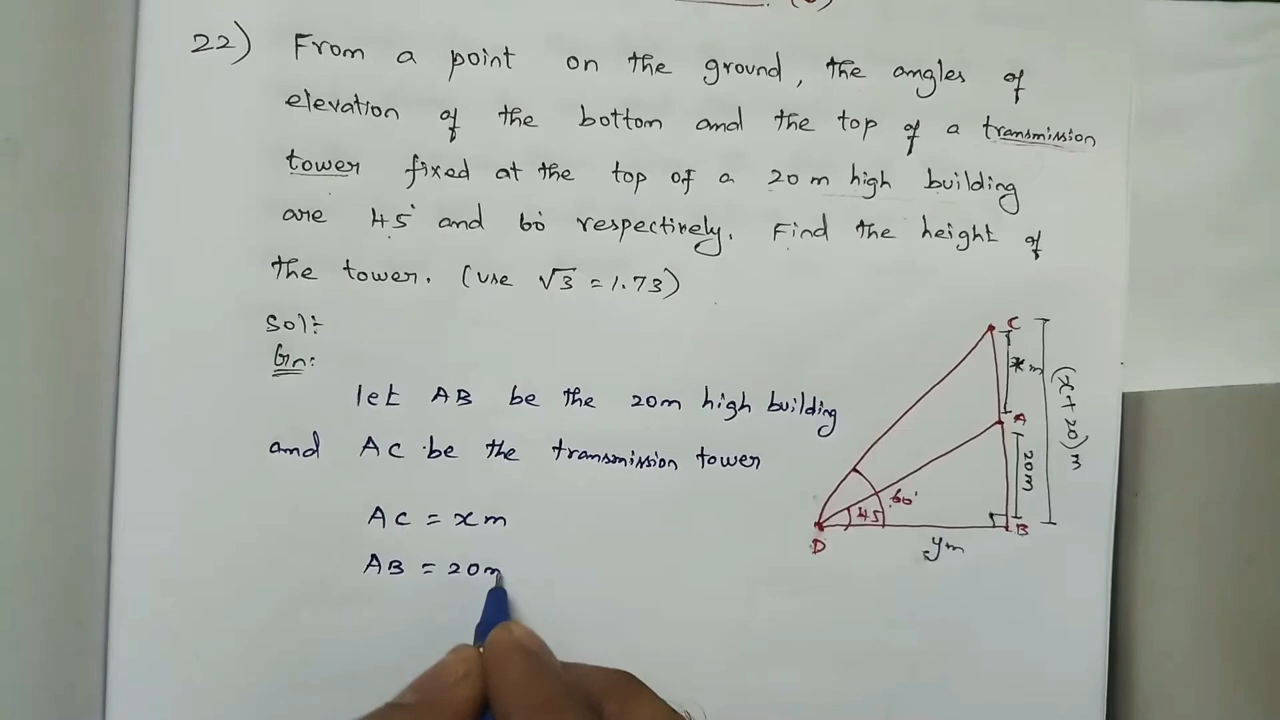 22) From a point on the ground, the angles of
elevation of the bottom and the top of a transmission
tower fixed at the top of a 20 m high building
are 45° and 60° respectively. Find the height of
the tower. (use √3 = 1.73)
Sol:-
Gn:
let AB be the 20m high building
and AC be the transmission tower
AC = x m
AB = 20m
C
x m
A
(x + 20) m
20m
60°
45
B
D
y m